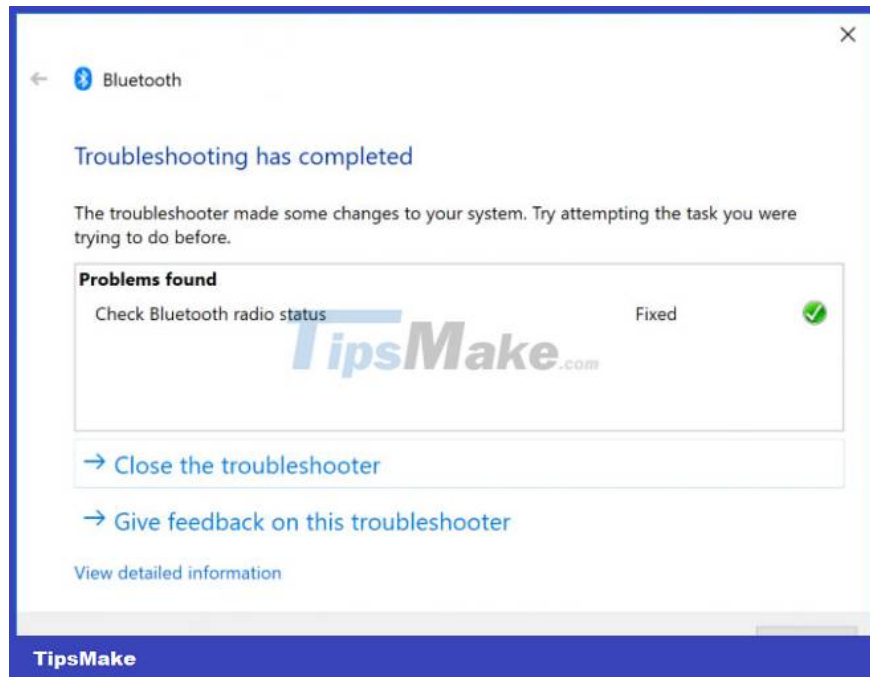 Bluetooth
Troubleshooting has completed
The troubleshooter made some changes to your system. Try attempting the task you were
trying to do before.
Problems found
Check Bluetooth radio status Fixed
TipsMake.com
Close the troubleshooter
Give feedback on this troubleshooter
View detailed information
TipsMake